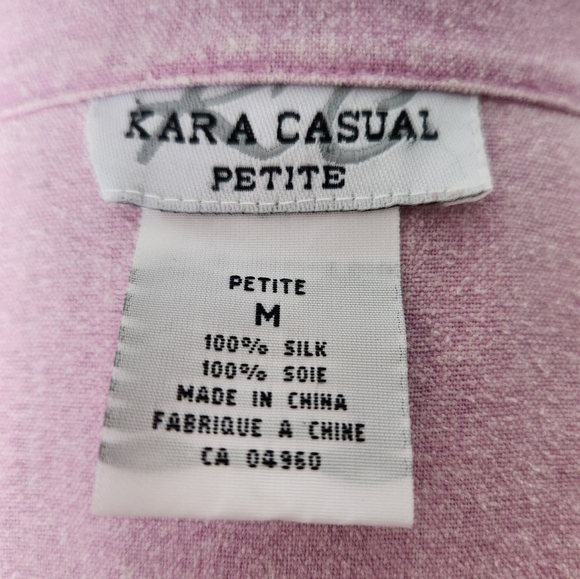 KARA CASUAL
PETITE
PETITE
M
100% SILK
100% SOIE
MADE IN CHINA
FABRIQUE A CHINE
CA 04960